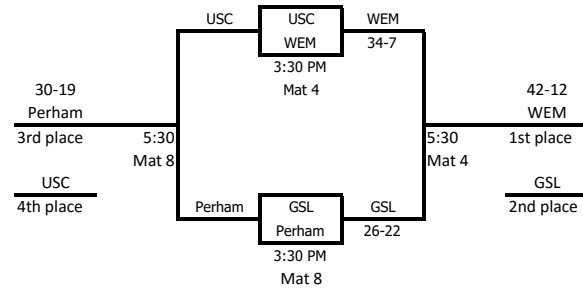 USC
USC
WEM
WEM
34-7
3:30 PM
Mat 4
30-19
Perham
3rd place
5:30
Mat 8
42-12
WEM
1st place
5:30
Mat 4
USC
4th place
GSL
2nd place
Perham
GSL
Perham
GSL
26-22
3:30 PM
Mat 8